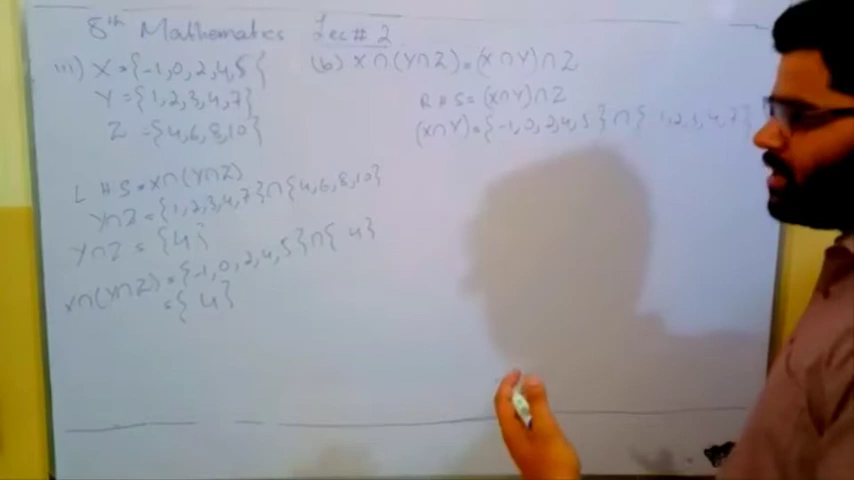 8th Mathematics Lec# 2
iii) X={-1,0,2,4,5}
Y={1,2,3,4,7}
Z={4,6,8,10}
L H S=X∩(Y∩Z)
Y∩Z={1,2,3,4,7}∩{4,6,8,10}
Y∩Z={4}
X∩(Y∩Z)={-1,0,2,4,5}∩{4}
={4}
(b) X∩(Y∩Z)=(X∩Y)∩Z
R H S=(X∩Y)∩Z
(X∩Y)={-1,0,2,4,5}∩{1,2,3,4,7}